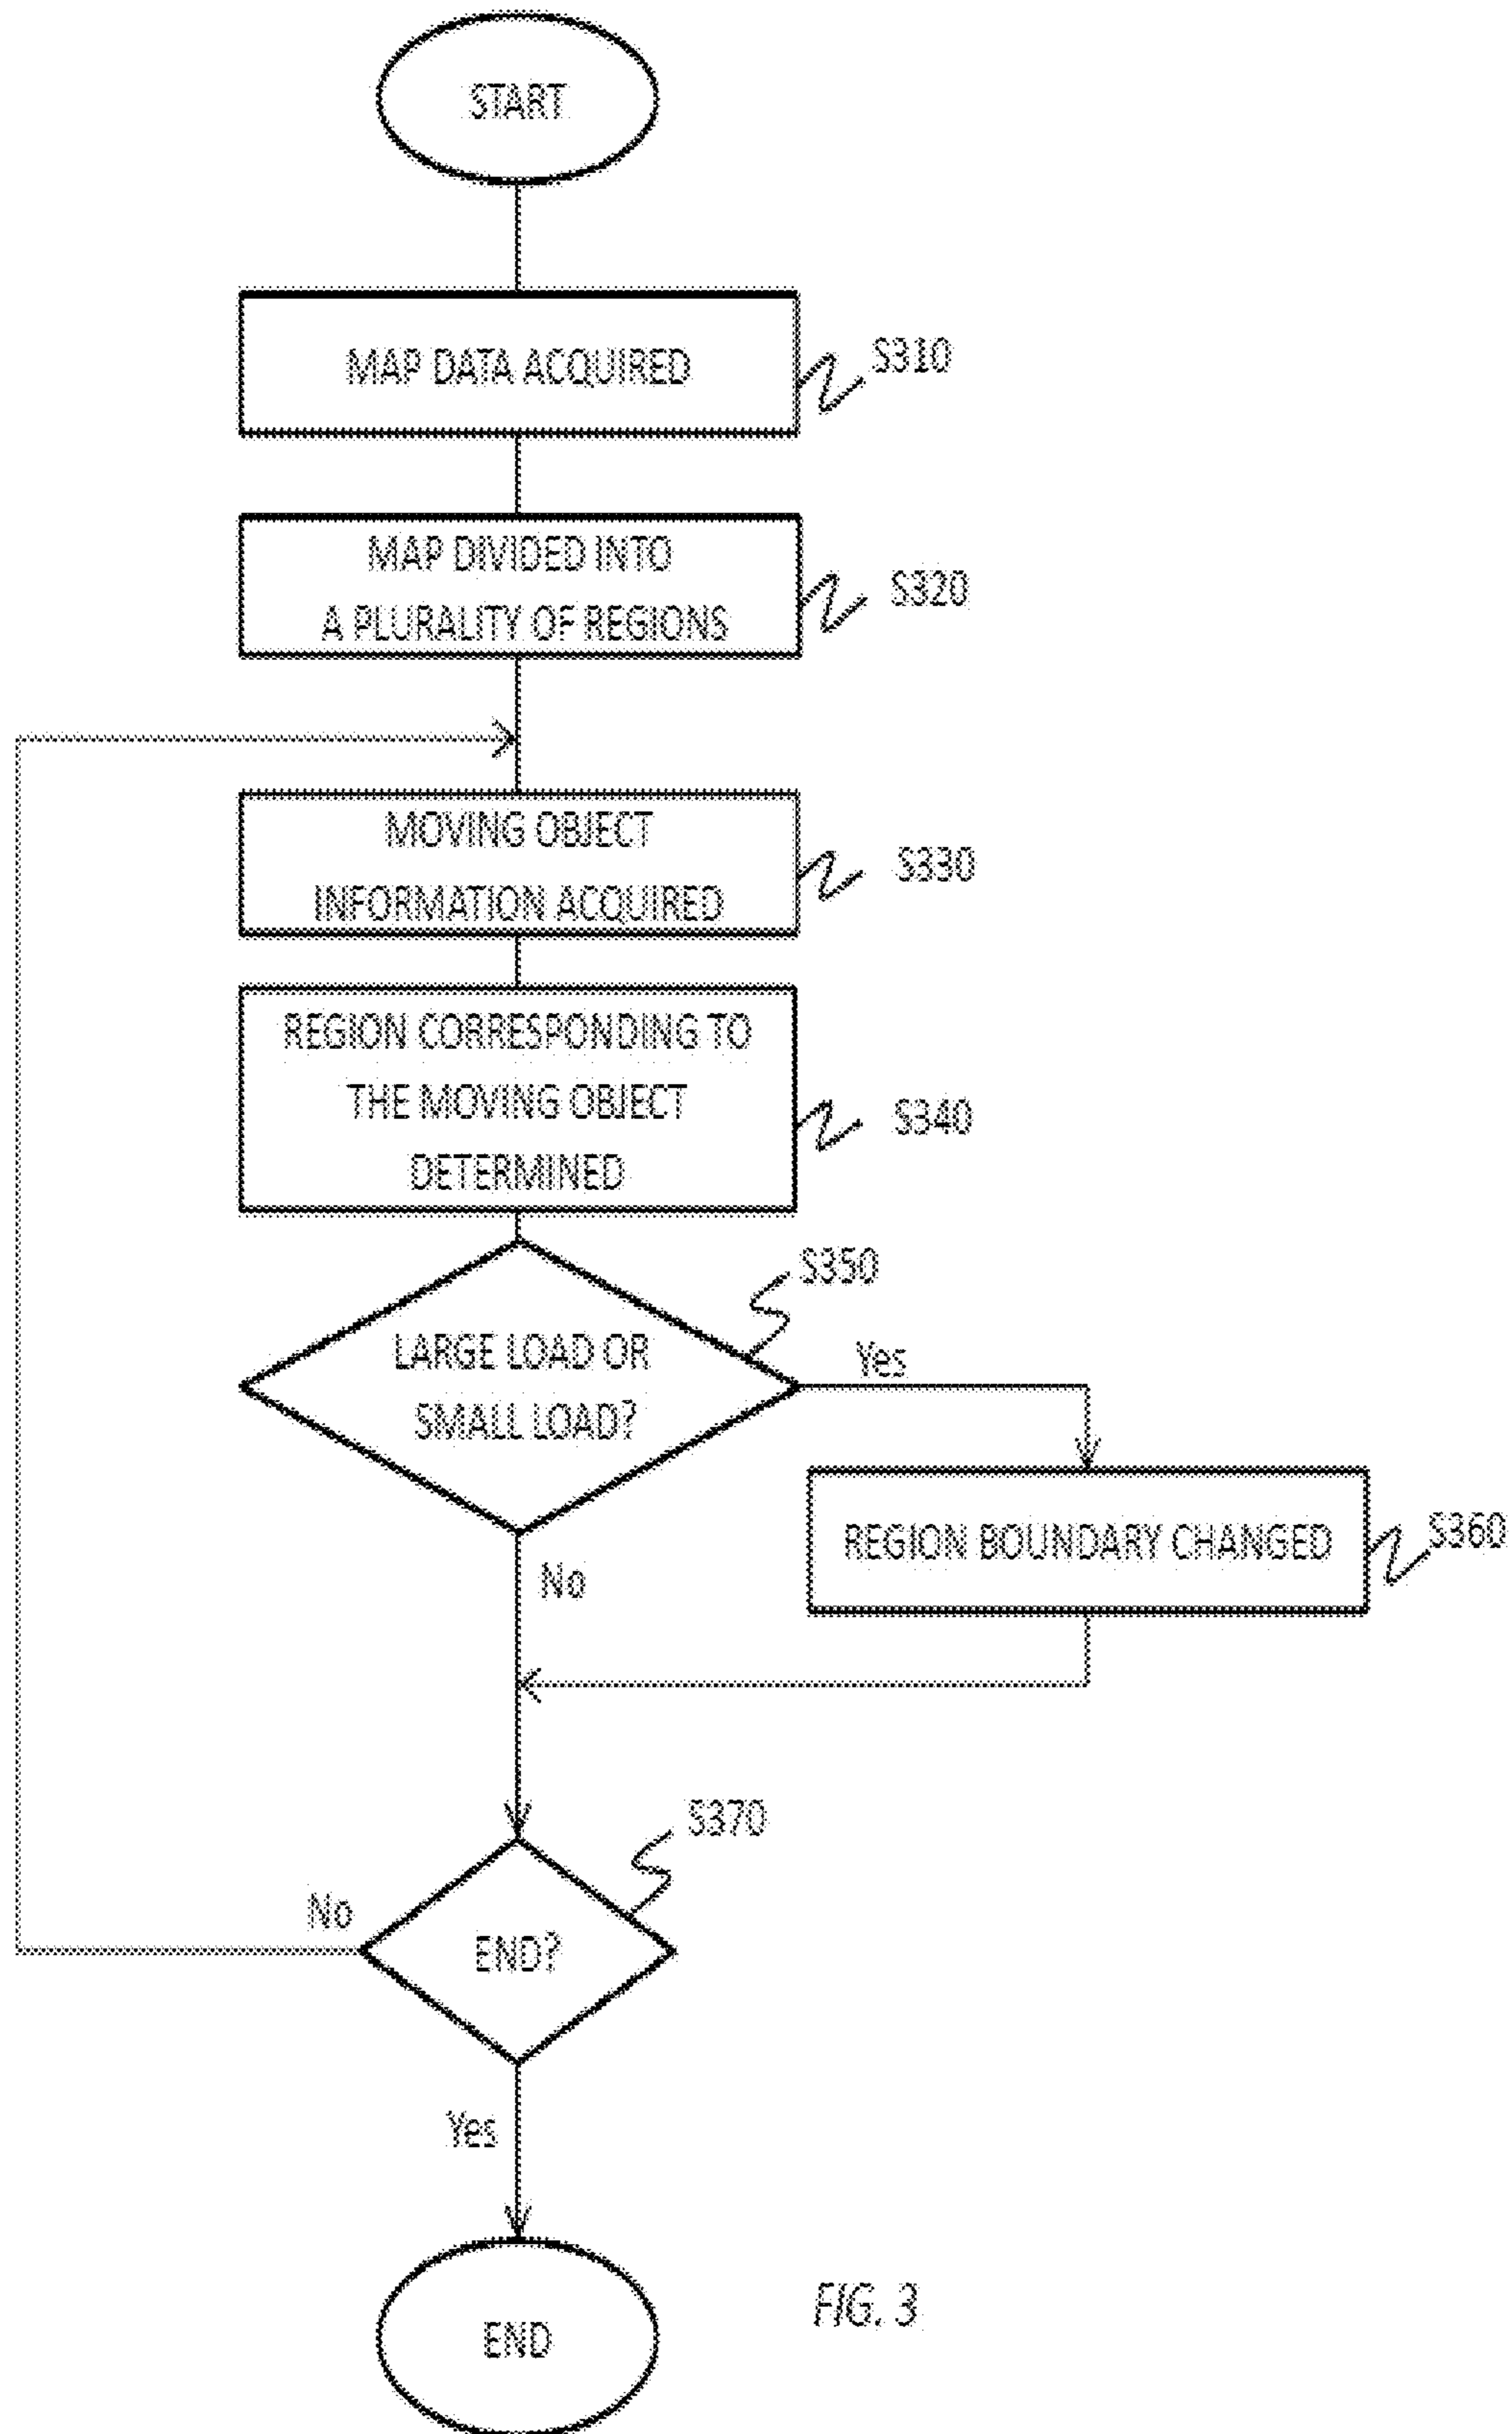 START
MAP DATA ACQUIRED
S310
MAP DIVIDED INTO
A PLURALITY OF REGIONS
S320
MOVING OBJECT
INFORMATION ACQUIRED
S330
REGION CORRESPONDING TO
THE MOVING OBJECT
DETERMINED
S340
S350
LARGE LOAD OR
SMALL LOAD?
Yes
REGION BOUNDARY CHANGED
S360
No
S370
No
END?
Yes
END
FIG. 3